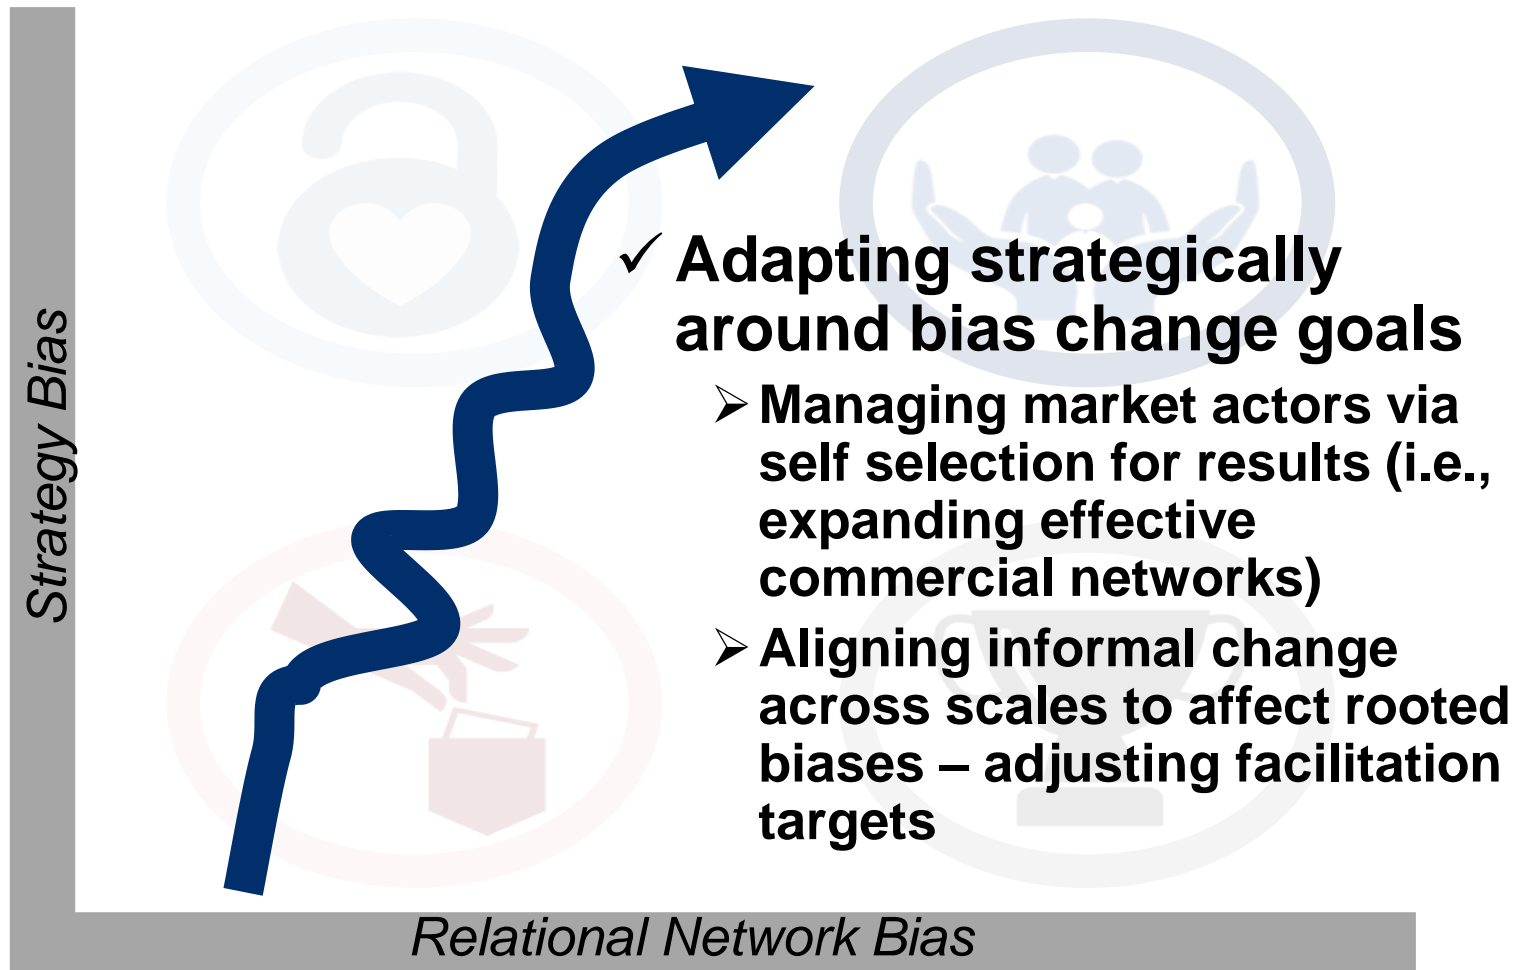 Strategy Bias
✓ Adapting strategically
around bias change goals
➢ Managing market actors via
self selection for results (i.e.,
expanding effective
commercial networks)
➢ Aligning informal change
across scales to affect rooted
biases – adjusting facilitation
targets
Relational Network Bias